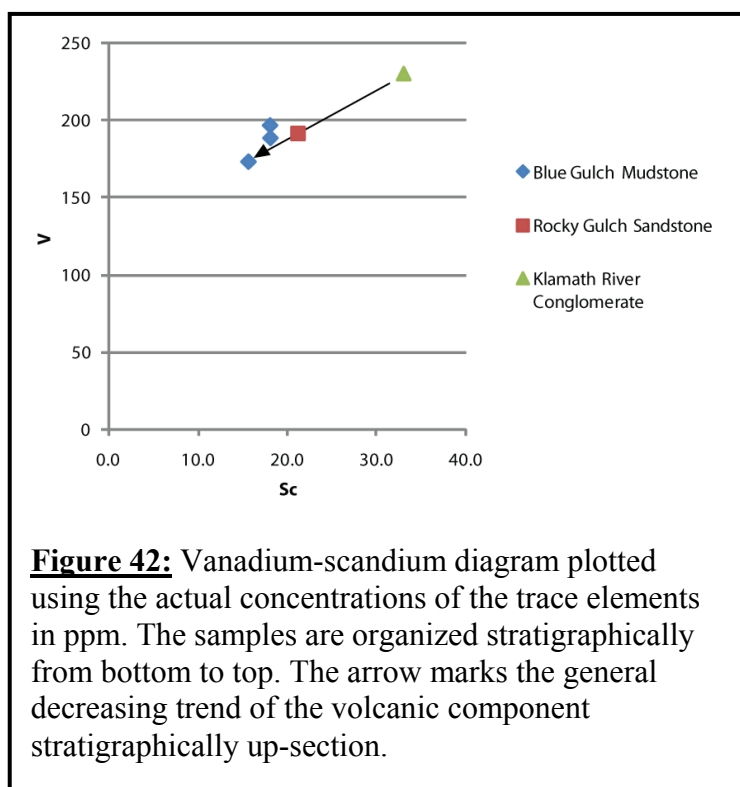 250
200
150
100
50
0
V
0.0 10.0 20.0 30.0 40.0
Sc
Blue Gulch Mudstone
Rocky Gulch Sandstone
Klamath River
Conglomerate
Figure 42: Vanadium-scandium diagram plotted
using the actual concentrations of the trace elements
in ppm. The samples are organized stratigraphically
from bottom to top. The arrow marks the general
decreasing trend of the volcanic component
stratigraphically up-section.